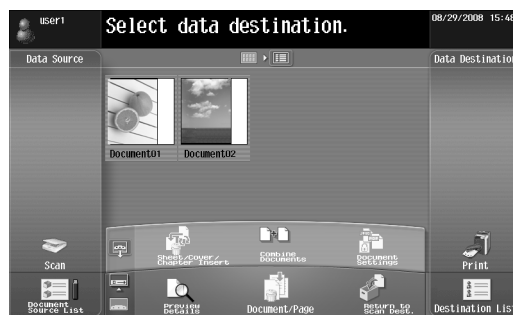 user1
Select data destination.
08/29/2008 15:48
Data Source
Data Destination
Document01
Document02
Sheet/Cover/
Chapter Insert
Combine
Documents
Document
Settings
Scan
Print
Document
Source List
Preview
Details
Document/Page
Return to
Scan Dest.
Destination List